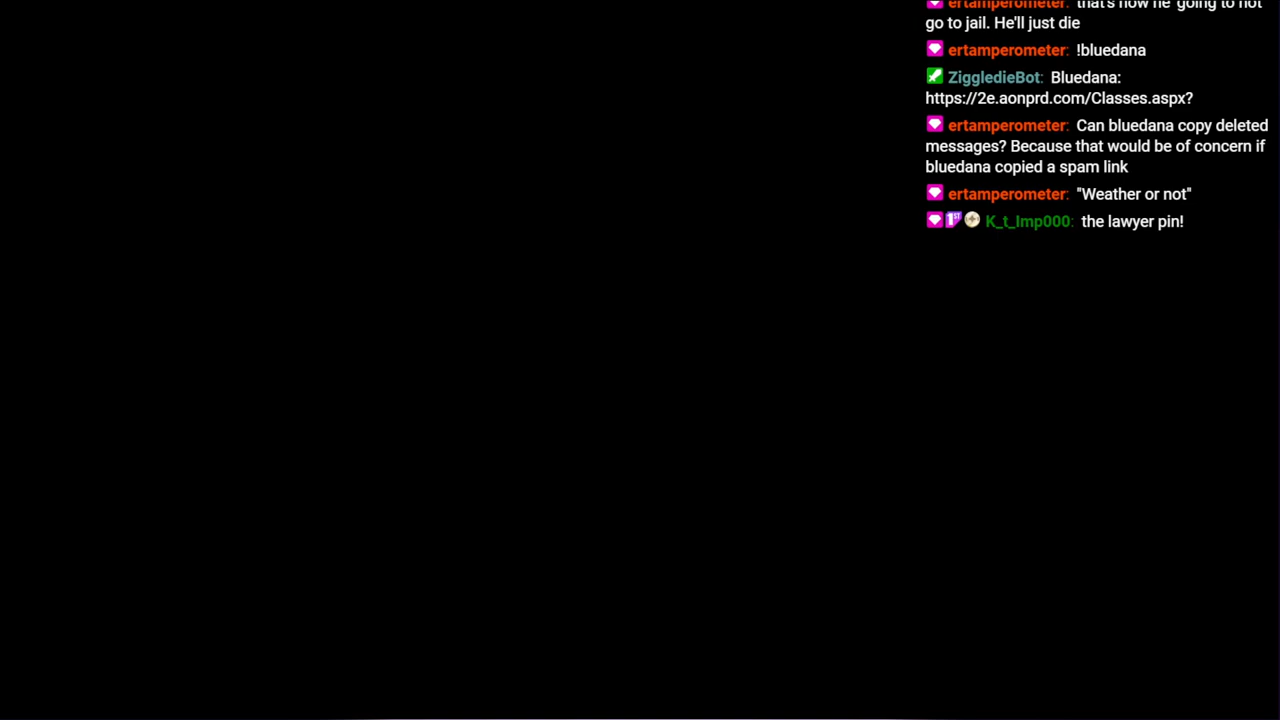 ertamperometer: that's how he' going to not
go to jail. He'll just die
ertamperometer: !bluedana
ZiggledieBot: Bluedana:
https://2e.aonprd.com/Classes.aspx?
ertamperometer: Can bluedana copy deleted
messages? Because that would be of concern if
bluedana copied a spam link
ertamperometer: "Weather or not"
K_t_Imp000: the lawyer pin!